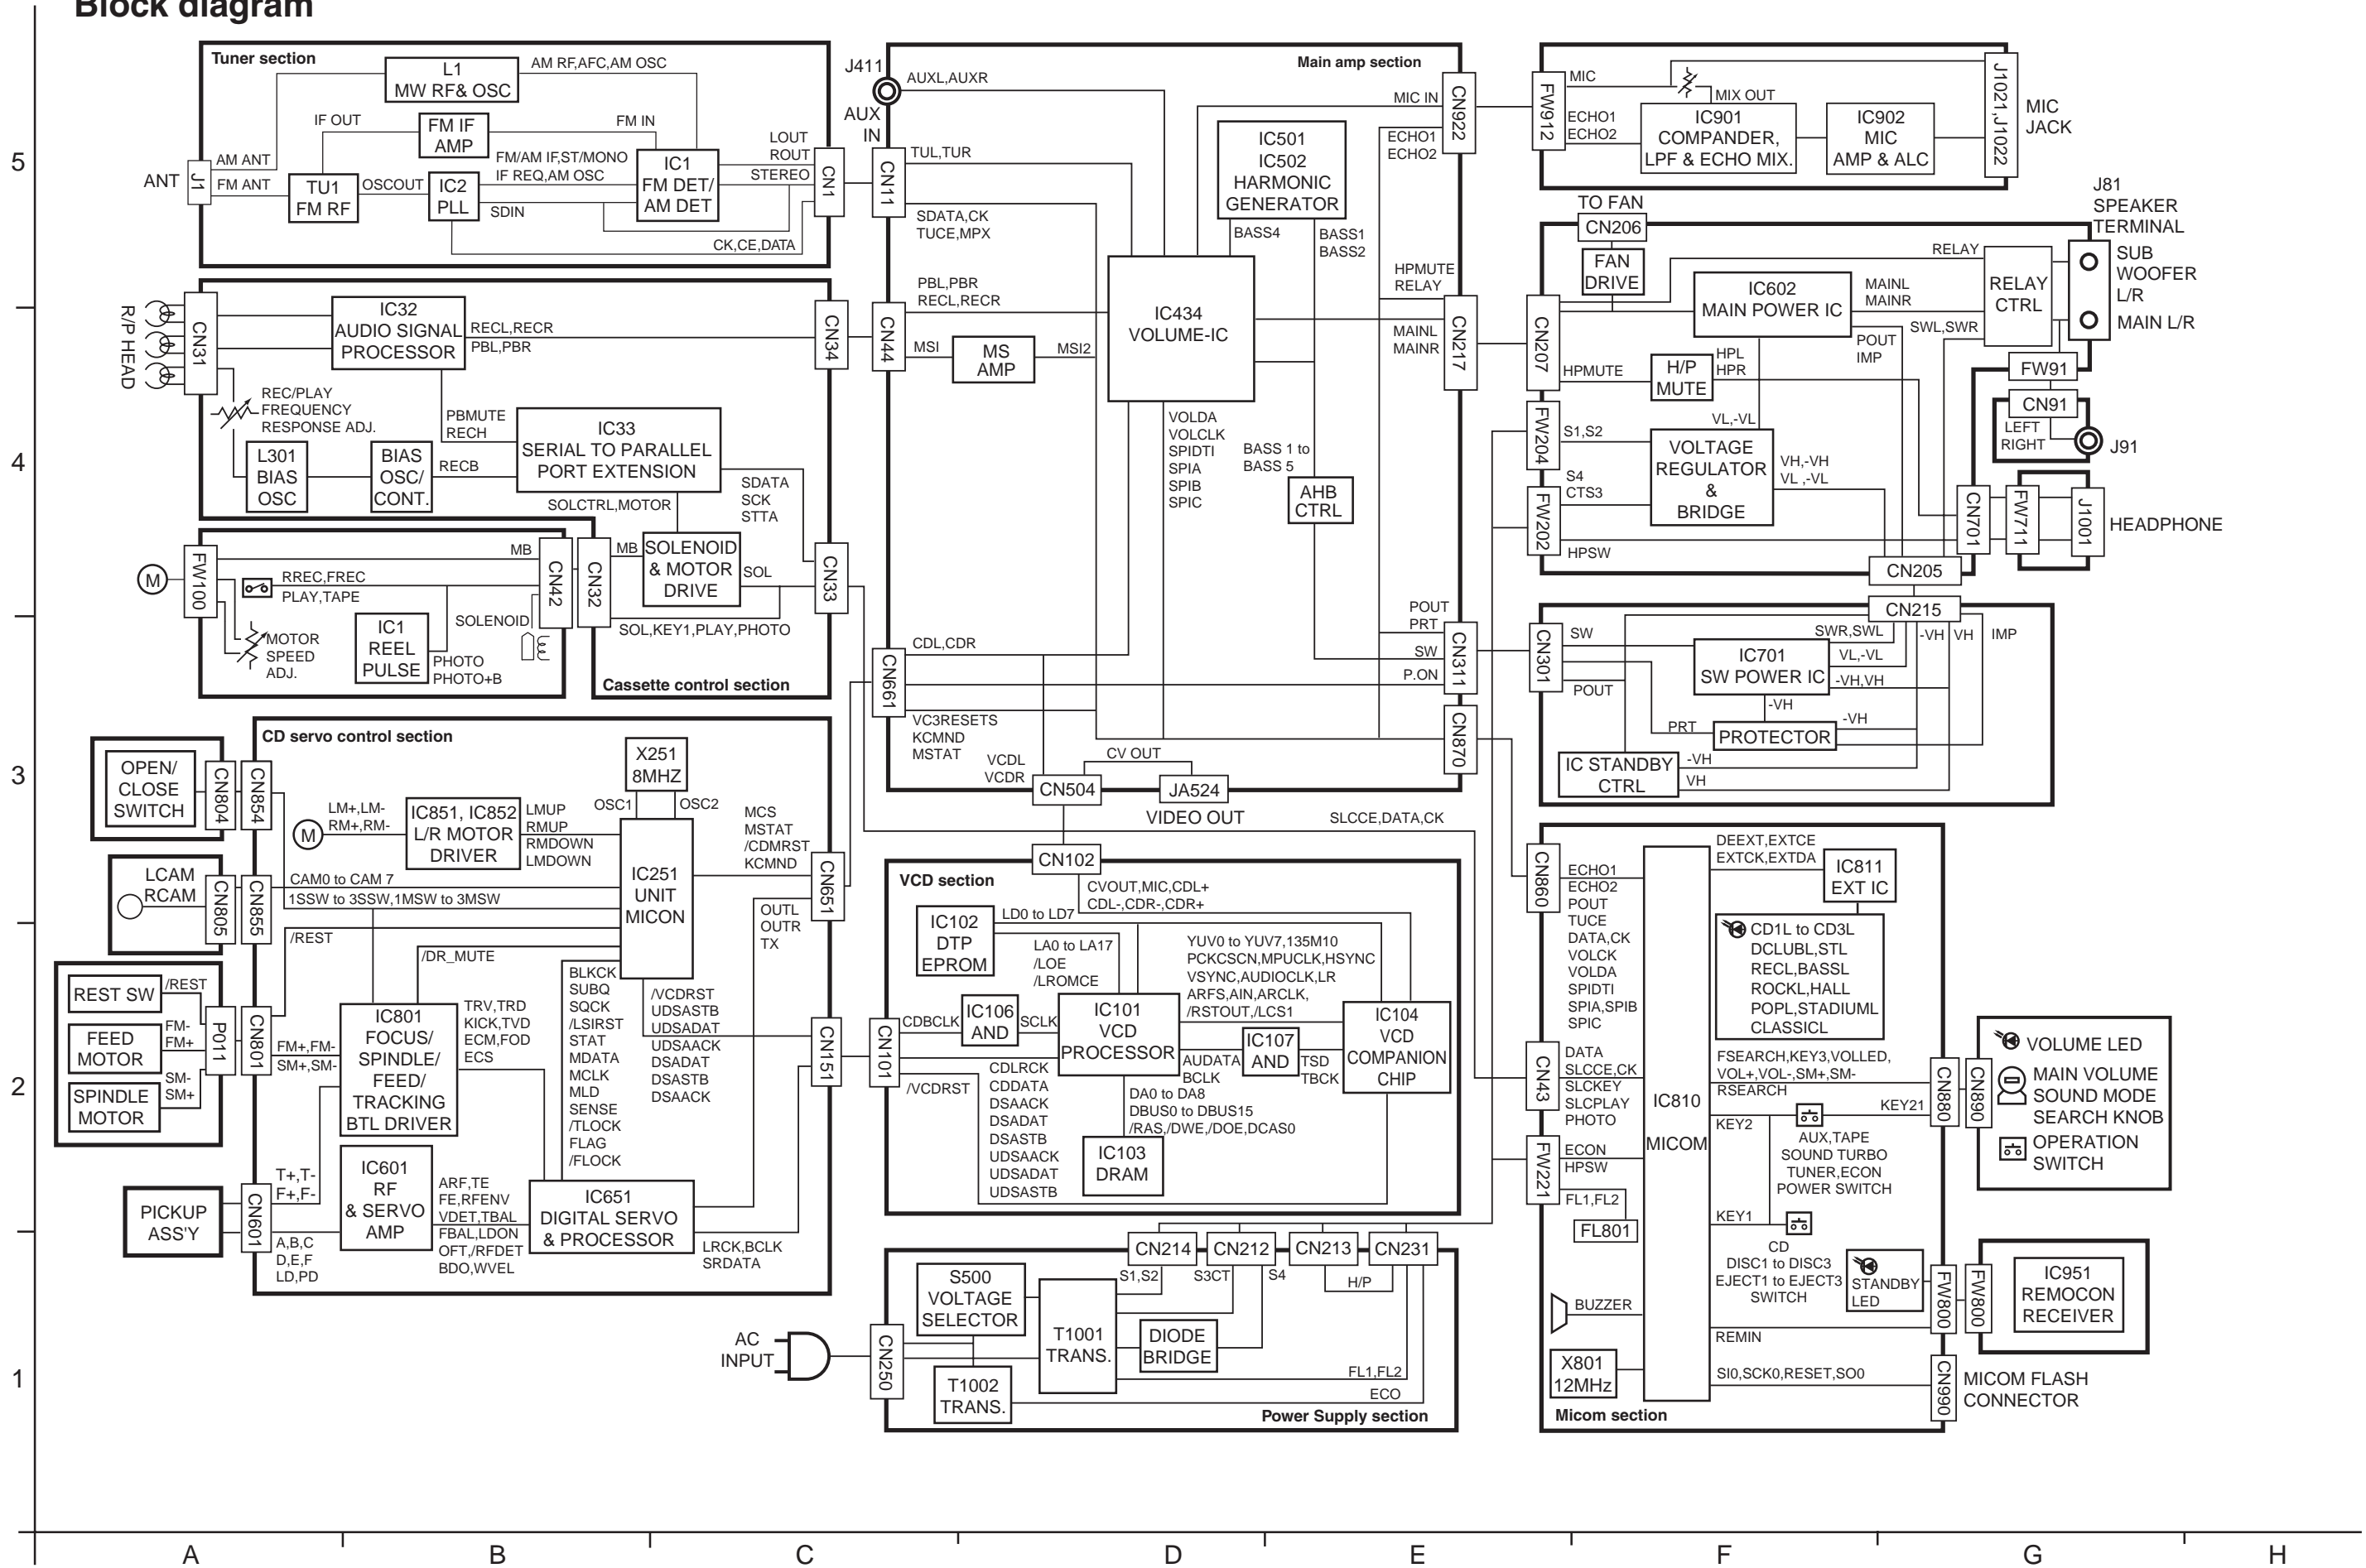 Block diagram
5
4
3
2
1
A
B
C
D
E
F
G
H
Tuner section
L1
MW RF& OSC
AM RF,AFC,AM OSC
IF OUT
FM IF
AMP
FM IN
AM ANT
FM ANT
ANT
J1
TU1
FM RF
OSCOUT
IC2
PLL
FM/AM IF,ST/MONO
IF REQ,AM OSC
SDIN
IC1
FM DET/
AM DET
LOUT
ROUT
STEREO
CK,CE,DATA
CN1
R/P HEAD
CN31
IC32
AUDIO SIGNAL
PROCESSOR
RECL,RECR
PBL,PBR
CN34
REC/PLAY
FREQUENCY
RESPONSE ADJ.
PBMUTE
RECH
IC33
SERIAL TO PARALLEL
PORT EXTENSION
L301
BIAS
OSC
BIAS
OSC/
CONT.
RECB
SOLCTRL,MOTOR
SDATA
SCK
STTA
M
FW100
MB
RREC,FREC
PLAY,TAPE
CN42
CN32
MB
SOLENOID
& MOTOR
DRIVE
SOL
CN33
SOLENOID
IC1
REEL
PULSE
MOTOR
SPEED
ADJ.
PHOTO
PHOTO+B
SOL,KEY1,PLAY,PHOTO
Cassette control section
CD servo control section
OPEN/
CLOSE
SWITCH
CN804
CN854
LCAM
RCAM
CN805
CN855
REST SW
/REST
FEED
MOTOR
FM-
FM+
SPINDLE
MOTOR
SM-
SM+
P011
CN801
PICKUP
ASS'Y
CN601
LM+,LM-
RM+,RM-
M
IC851, IC852
L/R MOTOR
DRIVER
LMUP
RMUP
RMDOWN
LMDOWN
X251
8MHZ
OSC1
OSC2
IC251
UNIT
MICON
MCS
MSTAT
/CDMRST
KCMND
CN651
CAM0 to CAM 7
1SSW to 3SSW,1MSW to 3MSW
/REST
/DR_MUTE
OUTL
OUTR
TX
FM+,FM-
SM+,SM-
IC801
FOCUS/
SPINDLE/
FEED/
TRACKING
BTL DRIVER
TRV,TRD
KICK,TVD
ECM,FOD
ECS
BLKCK
SUBQ
SQCK
/LSIRST
STAT
MDATA
MCLK
MLD
SENSE
/TLOCK
FLAG
/FLOCK
/VCDRST
UDSASTB
UDSADAT
UDSAACK
DSADAT
DSASTB
DSAACK
CN151
T+,T-
F+,F-
A,B,C
D,E,F
LD,PD
IC601
RF
& SERVO
AMP
ARF,TE
FE,RFENV
VDET,TBAL
FBAL,LDON
OFT,/RFDET
BDO,WVEL
IC651
DIGITAL SERVO
& PROCESSOR
LRCK,BCLK
SRDATA
Main amp section
J411
AUX
IN
AUXL,AUXR
CN11
TUL,TUR
SDATA,CK
TUCE,MPX
CN44
PBL,PBR
RECL,RECR
MSI
MS
AMP
MSI2
IC501
IC502
HARMONIC
GENERATOR
BASS4
BASS1
BASS2
MIC IN
CN922
ECHO1
ECHO2
HPMUTE
RELAY
IC434
VOLUME-IC
MAINL
MAINR
CN217
VOLDA
VOLCLK
SPIDTI
SPIA
SPIB
SPIC
BASS 1 to
BASS 5
AHB
CTRL
POUT
PRT
SW
P.ON
CN311
CN661
CDL,CDR
VC3RESETS
KCMND
MSTAT
VCDL
VCDR
CV OUT
CN870
CN504
JA524
VIDEO OUT
SLCCE,DATA,CK
CN102
VCD section
CVOUT,MIC,CDL+
CDL-,CDR-,CDR+
IC102
DTP
EPROM
LD0 to LD7
LA0 to LA17
/LOE
/LROMCE
YUV0 to YUV7,135M10
PCKCSCN,MPUCLK,HSYNC
VSYNC,AUDIOCLK,LR
ARFS,AIN,ARCLK,
/RSTOUT,/LCS1
CN101
CDBCLK
IC106
AND
SCLK
IC101
VCD
PROCESSOR
IC107
AND
AUDATA
BCLK
TSD
TBCK
IC104
VCD
COMPANION
CHIP
/VCDRST
CDLRCK
CDDATA
DSAACK
DSADAT
DSASTB
UDSAACK
UDSADAT
UDSASTB
DA0 to DA8
DBUS0 to DBUS15
/RAS,/DWE,/DOE,DCAS0
IC103
DRAM
CN214
CN212
CN213
CN231
S1,S2
S3CT
S4
H/P
S500
VOLTAGE
SELECTOR
T1001
TRANS.
DIODE
BRIDGE
T1002
TRANS.
AC
INPUT
CN250
FL1,FL2
ECO
Power Supply section
FW912
MIC
MIX OUT
ECHO1
ECHO2
IC901
COMPANDER,
LPF & ECHO MIX.
IC902
MIC
AMP & ALC
J1021,J1022
MIC
JACK
TO FAN
CN206
FAN
DRIVE
RELAY
IC602
MAIN POWER IC
MAINL
MAINR
RELAY
CTRL
SWL,SWR
J81
SPEAKER
TERMINAL
SUB
WOOFER
L/R
MAIN L/R
CN207
HPMUTE
H/P
MUTE
HPL
HPR
POUT
IMP
FW91
CN91
LEFT
RIGHT
J91
FW204
S1,S2
VL,-VL
VOLTAGE
REGULATOR
&
BRIDGE
VH,-VH
VL ,-VL
S4
CTS3
FW202
HPSW
CN701
FW711
J1001
HEADPHONE
CN205
CN215
CN301
SW
POUT
SWR,SWL
-VH
VH
IMP
IC701
SW POWER IC
VL,-VL
-VH,VH
-VH
PRT
PROTECTOR
-VH
IC STANDBY
CTRL
-VH
VH
CN860
ECHO1
ECHO2
POUT
TUCE
DATA,CK
VOLCK
VOLDA
SPIDTI
SPIA,SPIB
SPIC
DEEXT,EXTCE
EXTCK,EXTDA
IC811
EXT IC
CD1L to CD3L
DCLUBL,STL
RECL,BASSL
ROCKL,HALL
POPL,STADIUML
CLASSICL
CN43
DATA
SLCCE,CK
SLCKEY
SLCPLAY
PHOTO
IC810
MICOM
FSEARCH,KEY3,VOLLED,
VOL+,VOL-,SM+,SM-
RSEARCH
KEY21
KEY2
AUX,TAPE
SOUND TURBO
TUNER,ECON
POWER SWITCH
CN880
CN890
VOLUME LED
MAIN VOLUME
SOUND MODE
SEARCH KNOB
OPERATION
SWITCH
FW221
ECON
HPSW
FL1,FL2
FL801
KEY1
CD
DISC1 to DISC3
EJECT1 to EJECT3
SWITCH
STANDBY
LED
FW800
FW800
IC951
REMOCON
RECEIVER
BUZZER
REMIN
X801
12MHz
SI0,SCK0,RESET,SO0
CN990
MICOM FLASH
CONNECTOR
Micom section